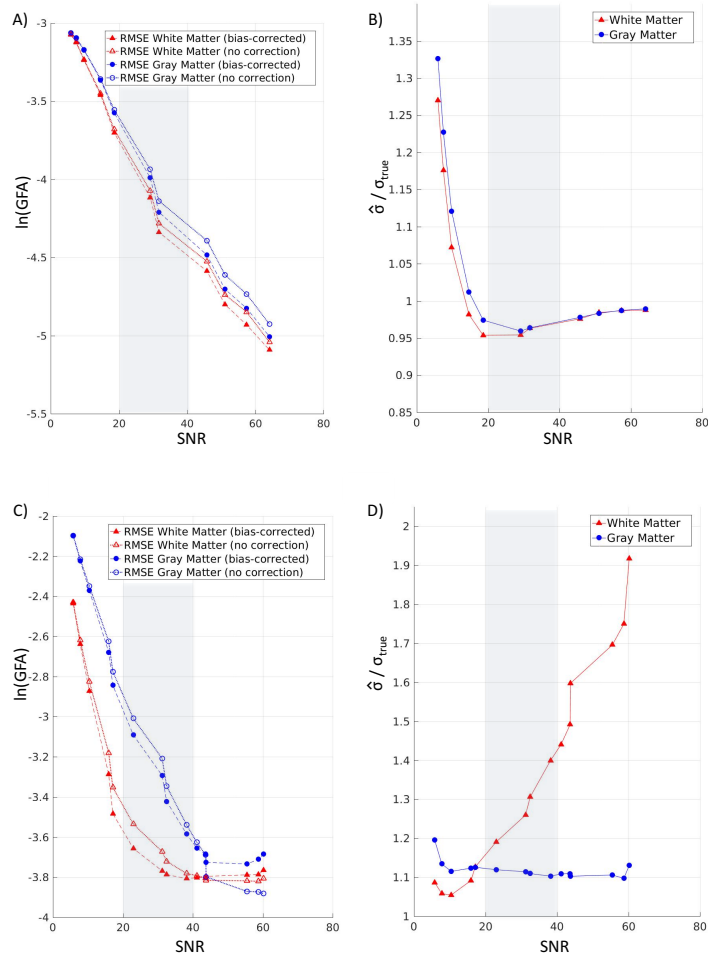 A)
-3
-3.5
-4
-4.5
-5
-5.5
ln(GFA)
RMSE White Matter (bias-corrected)
RMSE White Matter (no correction)
RMSE Gray Matter (bias-corrected)
RMSE Gray Matter (no correction)
0 20 40 60 80
SNR
B)
1.35
1.3
1.25
1.2
1.15
1.1
1.05
1
0.95
0.9
0.85
σ̂ / σtrue
White Matter
Gray Matter
0 20 40 60 80
SNR
C)
-2
-2.2
-2.4
-2.6
-2.8
-3
-3.2
-3.4
-3.6
-3.8
-4
ln(GFA)
RMSE White Matter (bias-corrected)
RMSE White Matter (no correction)
RMSE Gray Matter (bias-corrected)
RMSE Gray Matter (no correction)
0 20 40 60 80
SNR
D)
2
1.9
1.8
1.7
1.6
1.5
1.4
1.3
1.2
1.1
1
σ̂ / σtrue
White Matter
Gray Matter
0 20 40 60 80
SNR